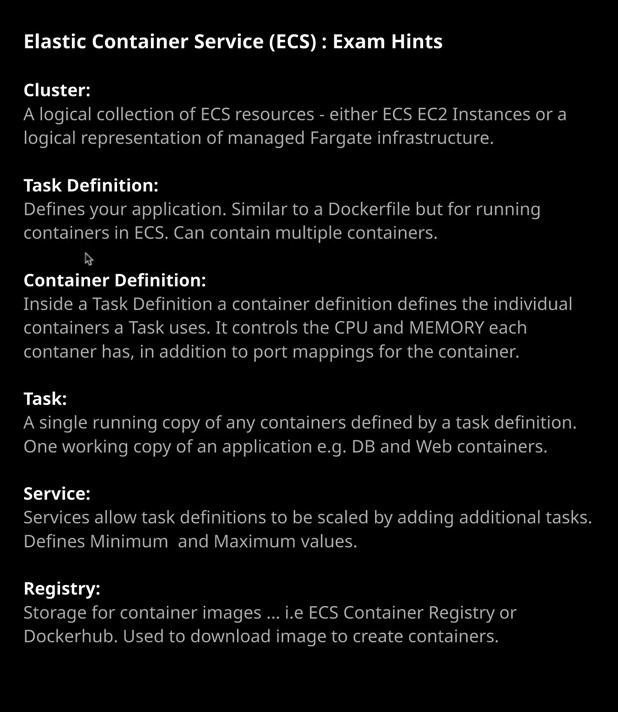 Elastic Container Service (ECS) : Exam Hints
Cluster:
A logical collection of ECS resources - either ECS EC2 Instances or a
logical representation of managed Fargate infrastructure.
Task Definition:
Defines your application. Similar to a Dockerfile but for running
containers in ECS. Can contain multiple containers.
Container Definition:
Inside a Task Definition a container definition defines the individual
containers a Task uses. It controls the CPU and MEMORY each
contaner has, in addition to port mappings for the container.
Task:
A single running copy of any containers defined by a task definition.
One working copy of an application e.g. DB and Web containers.
Service:
Services allow task definitions to be scaled by adding additional tasks.
Defines Minimum  and Maximum values.
Registry:
Storage for container images ... i.e ECS Container Registry or
Dockerhub. Used to download image to create containers.